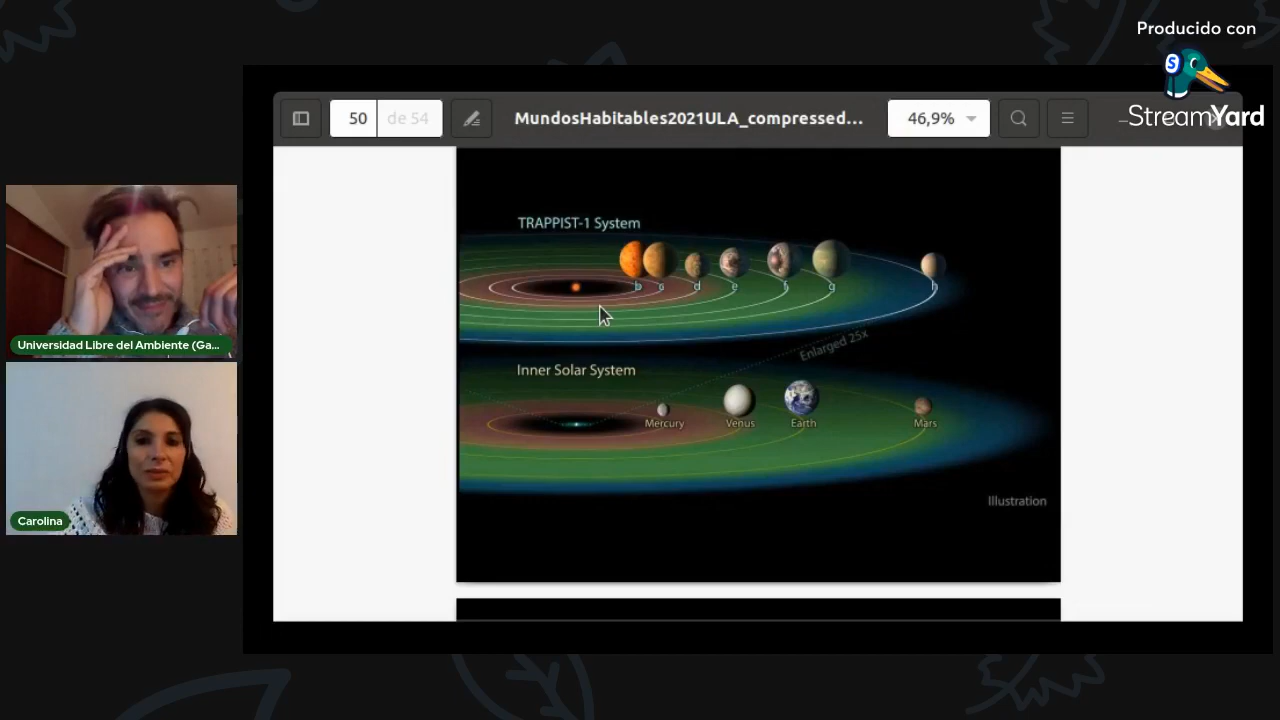 Producido con
StreamYard
50
de 54
MundosHabitables2021ULA_compressed...
46,9%
TRAPPIST-1 System
b c d e f g h
Enlarged 25x
Inner Solar System
Mercury
Venus
Earth
Mars
Illustration
Universidad Libre del Ambiente (Ga...
Carolina